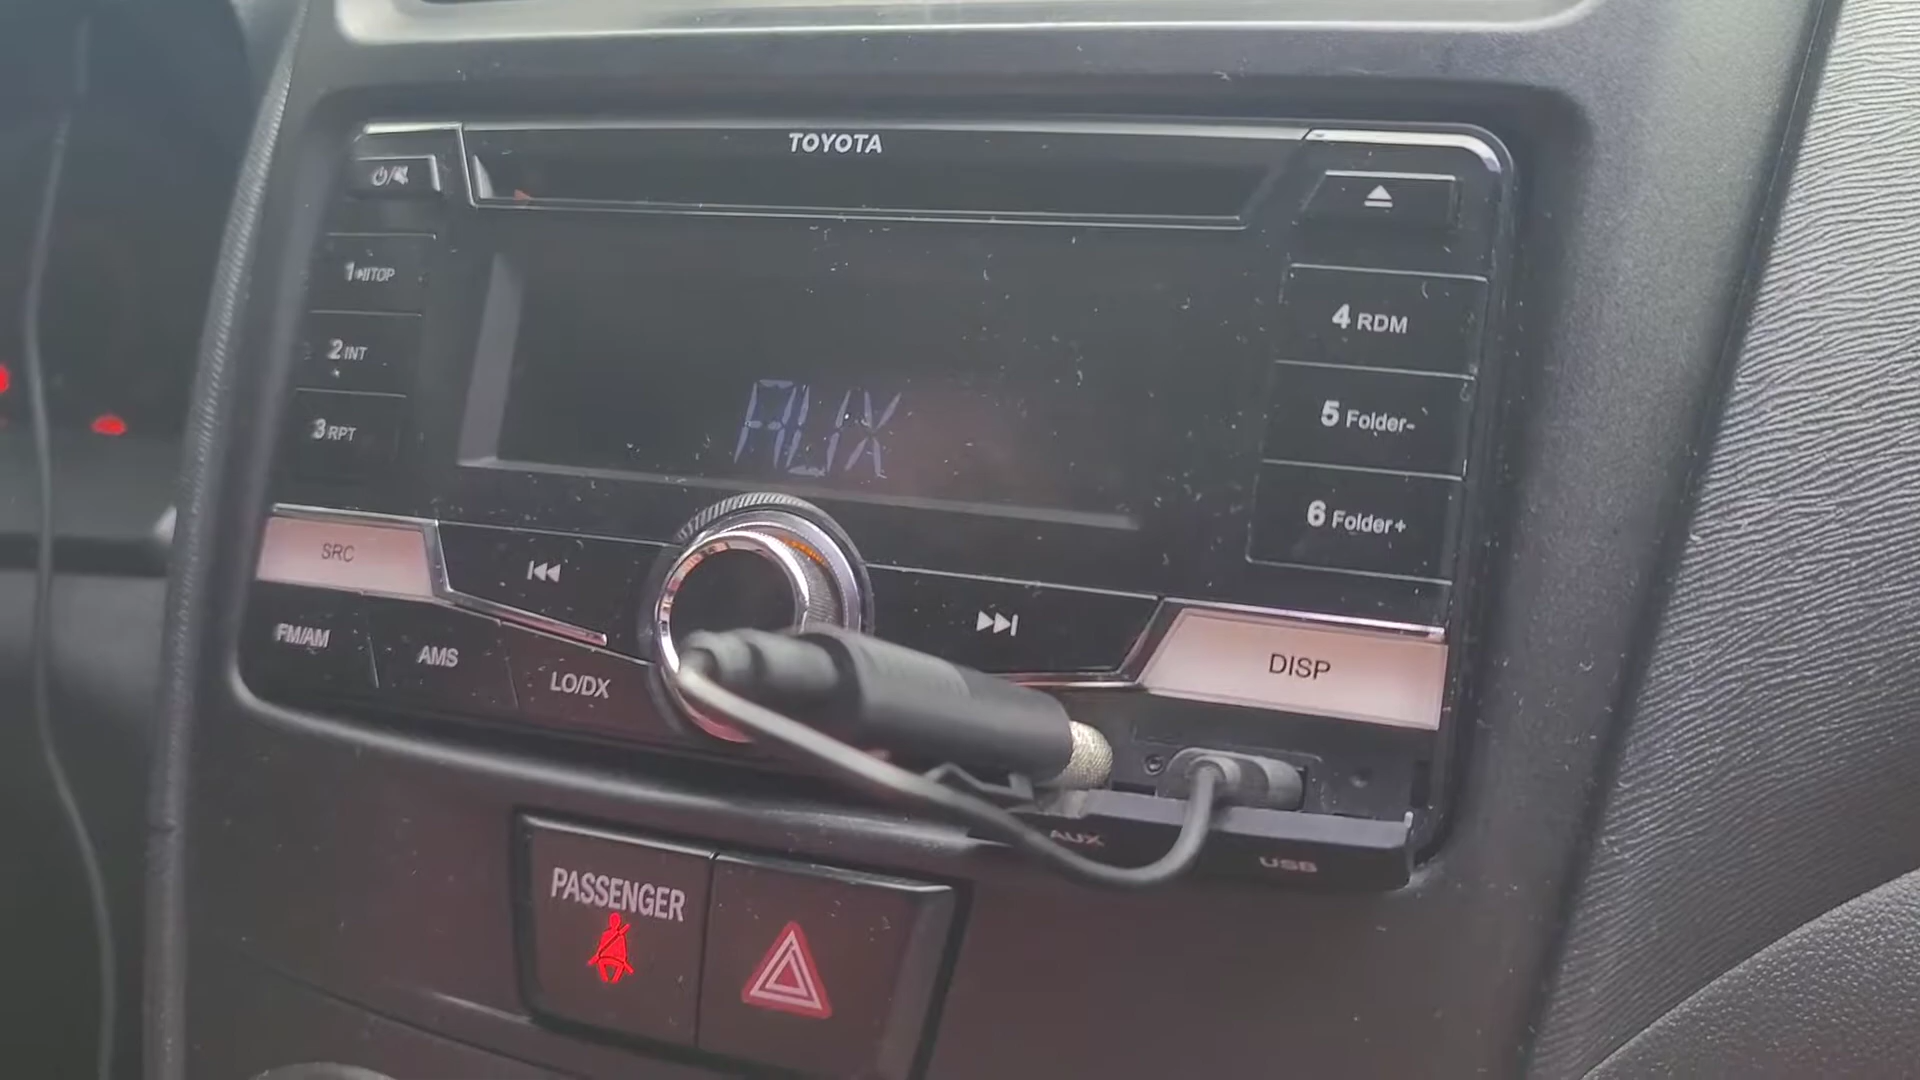 TOYOTA
1 TOP
2 INT
3 RPT
4 RDM
5 Folder-
6 Folder+
AUX
SRC
DISP
FM/AM
AMS
LO/DX
AUX
USB
PASSENGER